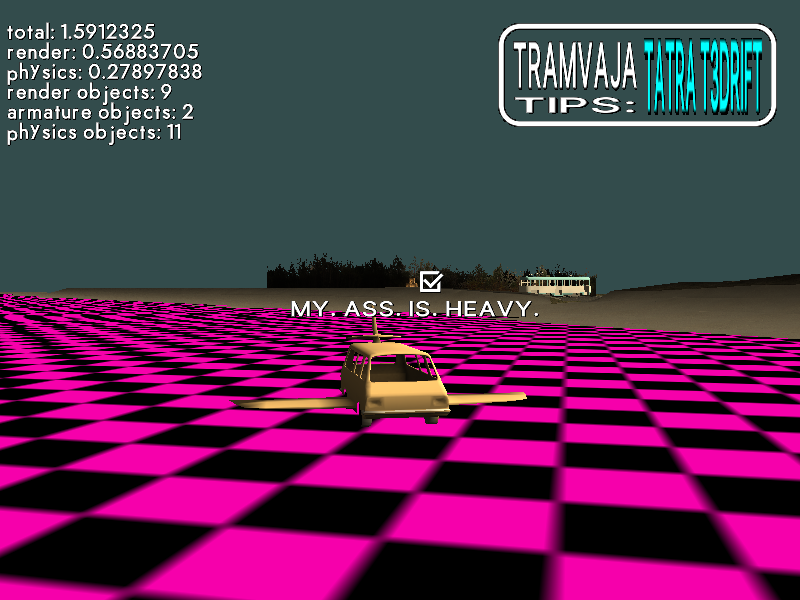 total: 1.5912325
render: 0.56883705
physics: 0.27897838
render objects: 9
armature objects: 2
physics objects: 11
TRAMVAJA TATRA T3DRIFT
TIPS:
MY. ASS. IS. HEAVY.